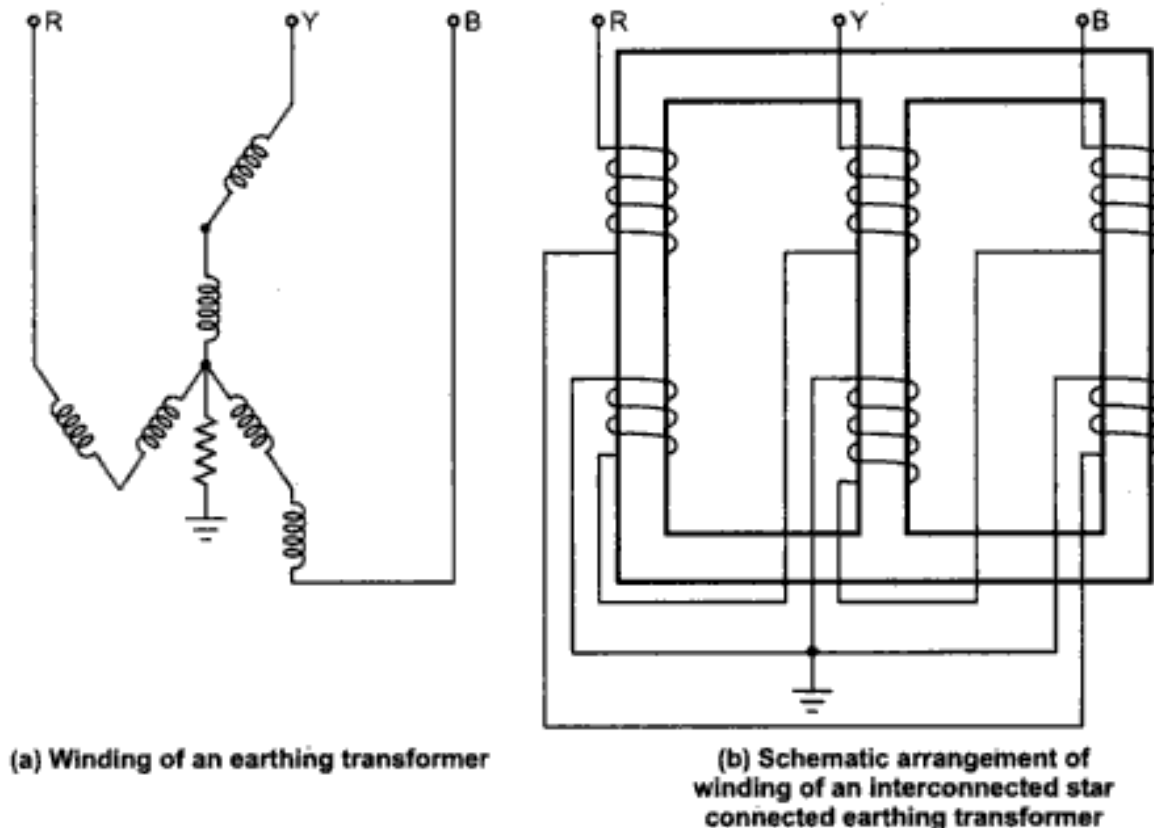 R Y B
R Y B
(a) Winding of an earthing transformer
(b) Schematic arrangement of
winding of an interconnected star
connected earthing transformer